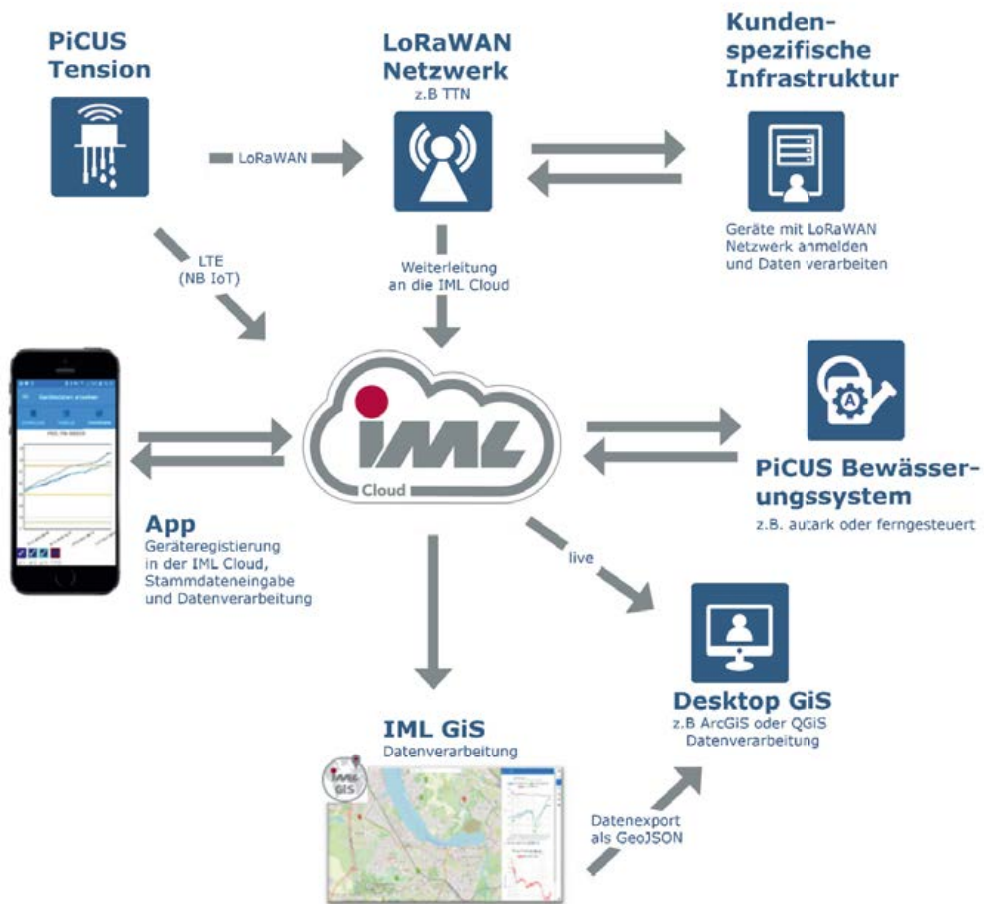 PiCUS
Tension
LoRaWAN
Netzwerk
z.B TTN
Kunden-
spezifische
Infrastruktur
LoRaWAN
Geräte mit LoRaWAN
Netzwerk anmelden
und Daten verarbeiten
LTE
(NB IoT)
Weiterleitung
an die IML Cloud
iML
Cloud
A
PiCUS Bewässer-
ungssystem
z.B. autark oder ferngesteuert
App
Geräteregistierung
in der IML Cloud,
Stammdateneingabe
und Datenverarbeitung
live
Desktop GiS
z.B ArcGiS oder QGiS
Datenverarbeitung
IML GiS
Datenverarbeitung
iML
GIS
Datenexport
als GeoJSON